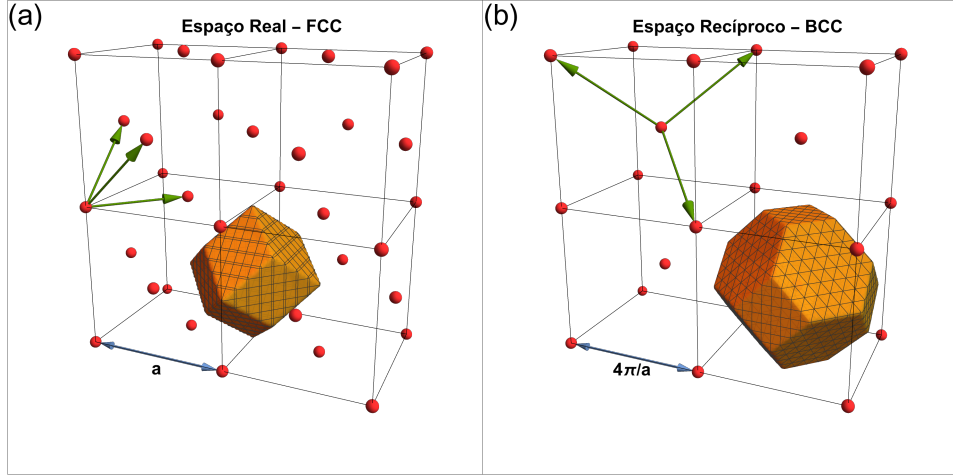 (a)
Espaço Real – FCC
a
(b)
Espaço Recíproco – BCC
4π/a